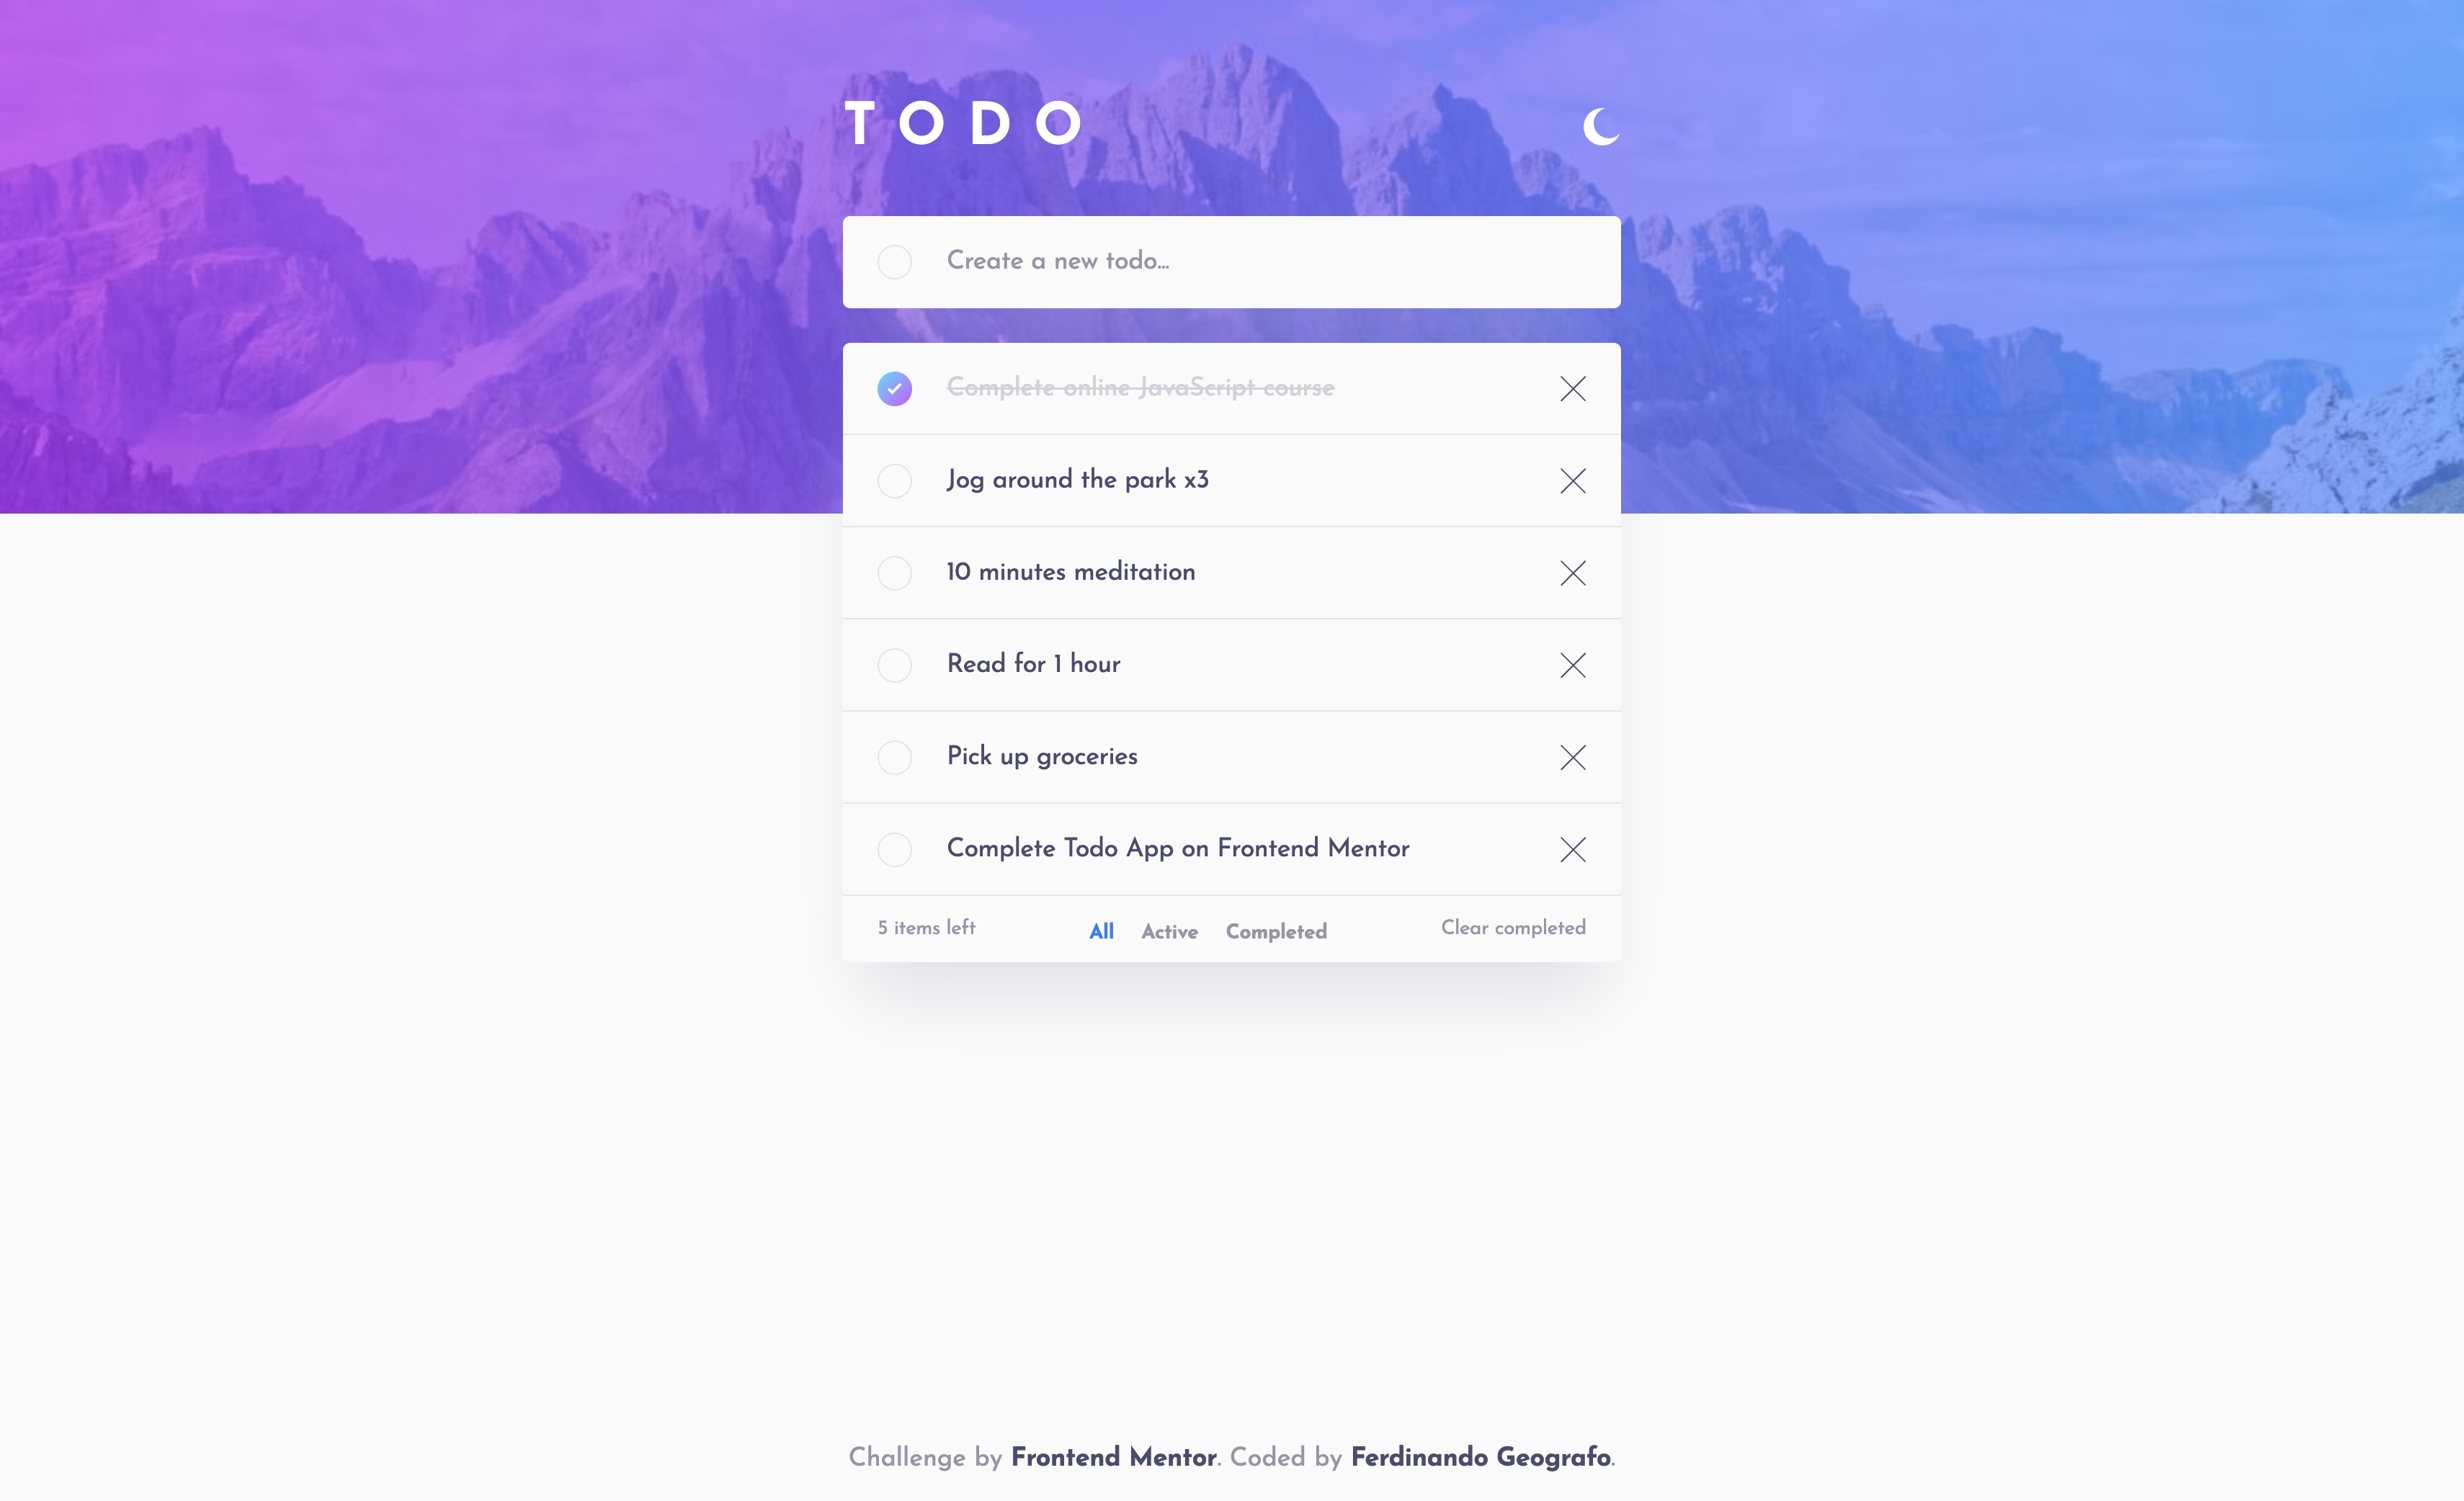 TODO
Create a new todo...
Complete online JavaScript course
Jog around the park x3
10 minutes meditation
Read for 1 hour
Pick up groceries
Complete Todo App on Frontend Mentor
5 items left All Active Completed Clear completed
Challenge by Frontend Mentor. Coded by Ferdinando Geografo.